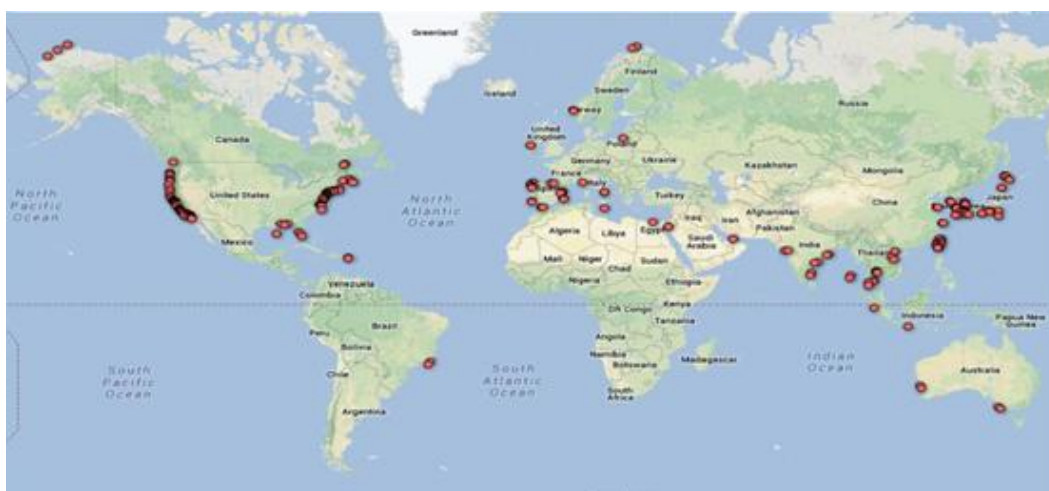 Greenland
Iceland
Finland
Sweden
Norway
Russia
Canada
United
Kingdom
Poland
Germany
Ukraine
France
Kazakhstan
Mongolia
North
Pacific
Ocean
United States
Italy
Turkey
Japan
China
North
Atlantic
Ocean
Iraq
Iran
Afghanistan
Pakistan
Algeria
Libya
Egypt
Saudi
Arabia
Mexico
India
Mali
Niger
Sudan
Chad
Thailand
Nigeria
Ethiopia
Venezuela
Colombia
Kenya
DR Congo
Indonesia
Papua New
Guinea
Tanzania
Brazil
Peru
Angola
Bolivia
Namibia
Botswana
Madagascar
Indian
Ocean
Australia
South
Pacific
Ocean
Chile
South
Atlantic
Ocean
South
Africa
Argentina